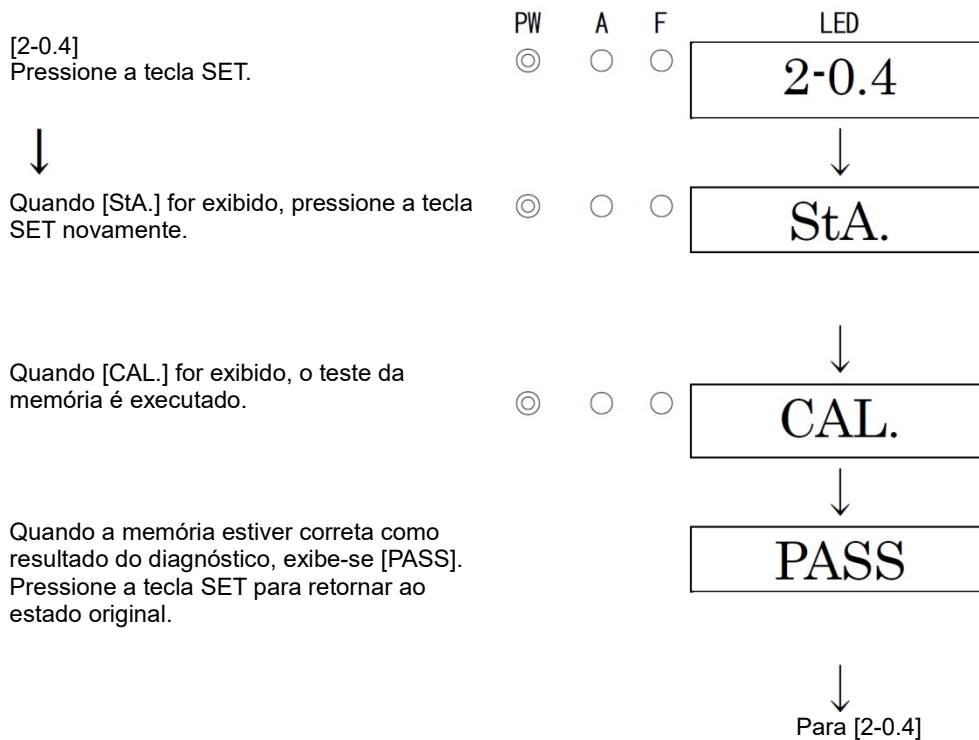 PW A F LED
[2-0.4]
Pressione a tecla SET.
2-0.4
Quando [StA.] for exibido, pressione a tecla
SET novamente.
StA.
Quando [CAL.] for exibido, o teste da
memória é executado.
CAL.
Quando a memória estiver correta como
resultado do diagnóstico, exibe-se [PASS].
Pressione a tecla SET para retornar ao
estado original.
PASS
Para [2-0.4]